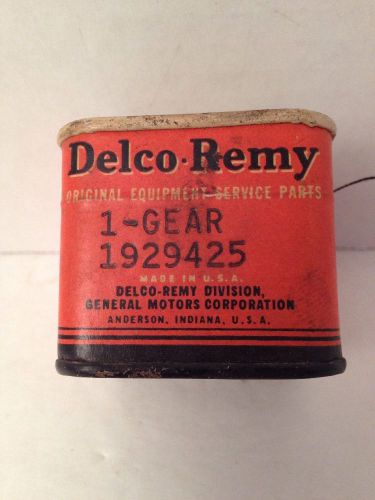 Delco-Remy
ORIGINAL EQUIPMENT SERVICE PARTS
1-GEAR
1929425
MADE IN U.S.A.
DELCO-REMY DIVISION,
GENERAL MOTORS CORPORATION
ANDERSON, INDIANA, U.S.A.